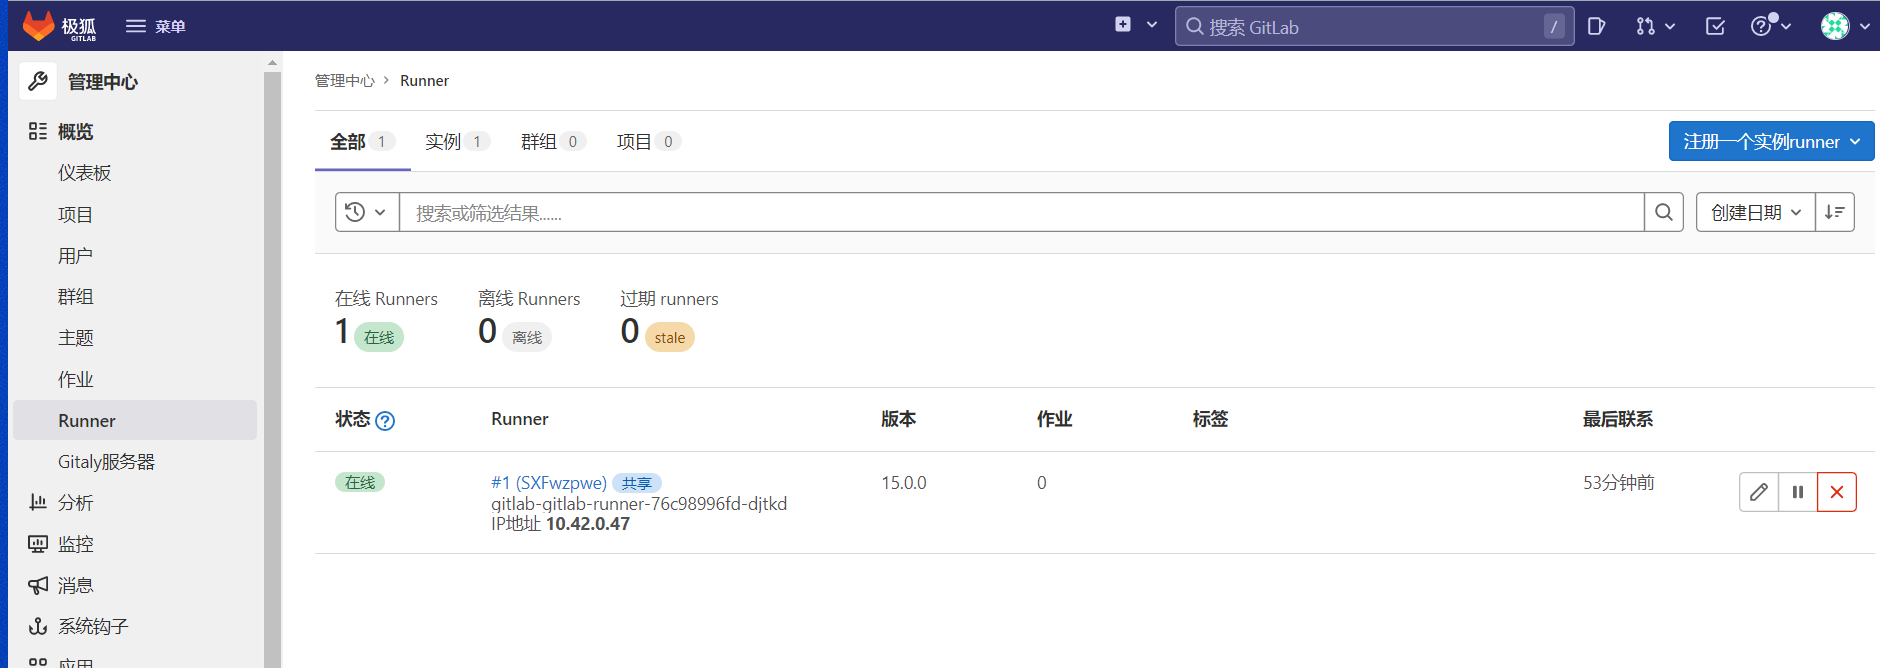 极狐
GITLAB
菜单
搜索 GitLab
/
管理中心
概览
仪表板
项目
用户
群组
主题
作业
Runner
Gitaly服务器
分析
监控
消息
系统钩子
应用
管理中心 › Runner
全部 1 实例 1 群组 0 项目 0
注册一个实例runner
搜索或筛选结果......
创建日期
在线 Runners 离线 Runners 过期 runners
1 在线 0 离线 0 stale
状态 Runner 版本 作业 标签 最后联系
在线 #1 (SXFwzpwe) 共享 15.0.0 0 53分钟前
gitlab-gitlab-runner-76c98996fd-djtkd
IP地址 10.42.0.47